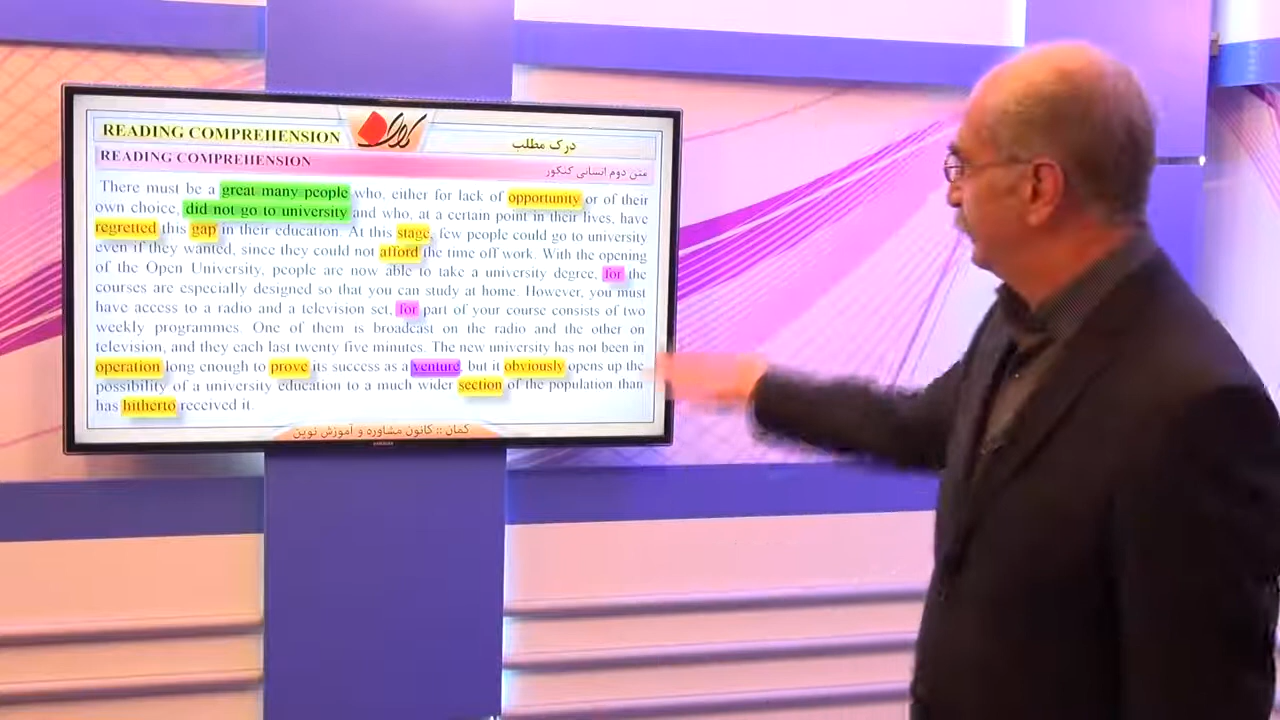 READING COMPREHENSION
درک مطلب
READING COMPREHENSION
متن دوم انسانی کنکور
There must be a great many people who, either for lack of opportunity or of their
own choice, did not go to university and who, at a certain point in their lives, have
regretted this gap in their education. At this stage, few people could go to university
even if they wanted, since they could not afford the time off work. With the opening
of the Open University, people are now able to take a university degree, for the
courses are especially designed so that you can study at home. However, you must
have access to a radio and a television set, for part of your course consists of two
weekly programmes. One of them is broadcast on the radio and the other on
television, and they each last twenty five minutes. The new university has not been in
operation long enough to prove its success as a venture, but it obviously opens up the
possibility of a university education to a much wider section of the population than
has hitherto received it.
کمان :: کانون مشاوره و آموزش نوین
SAMSUNG